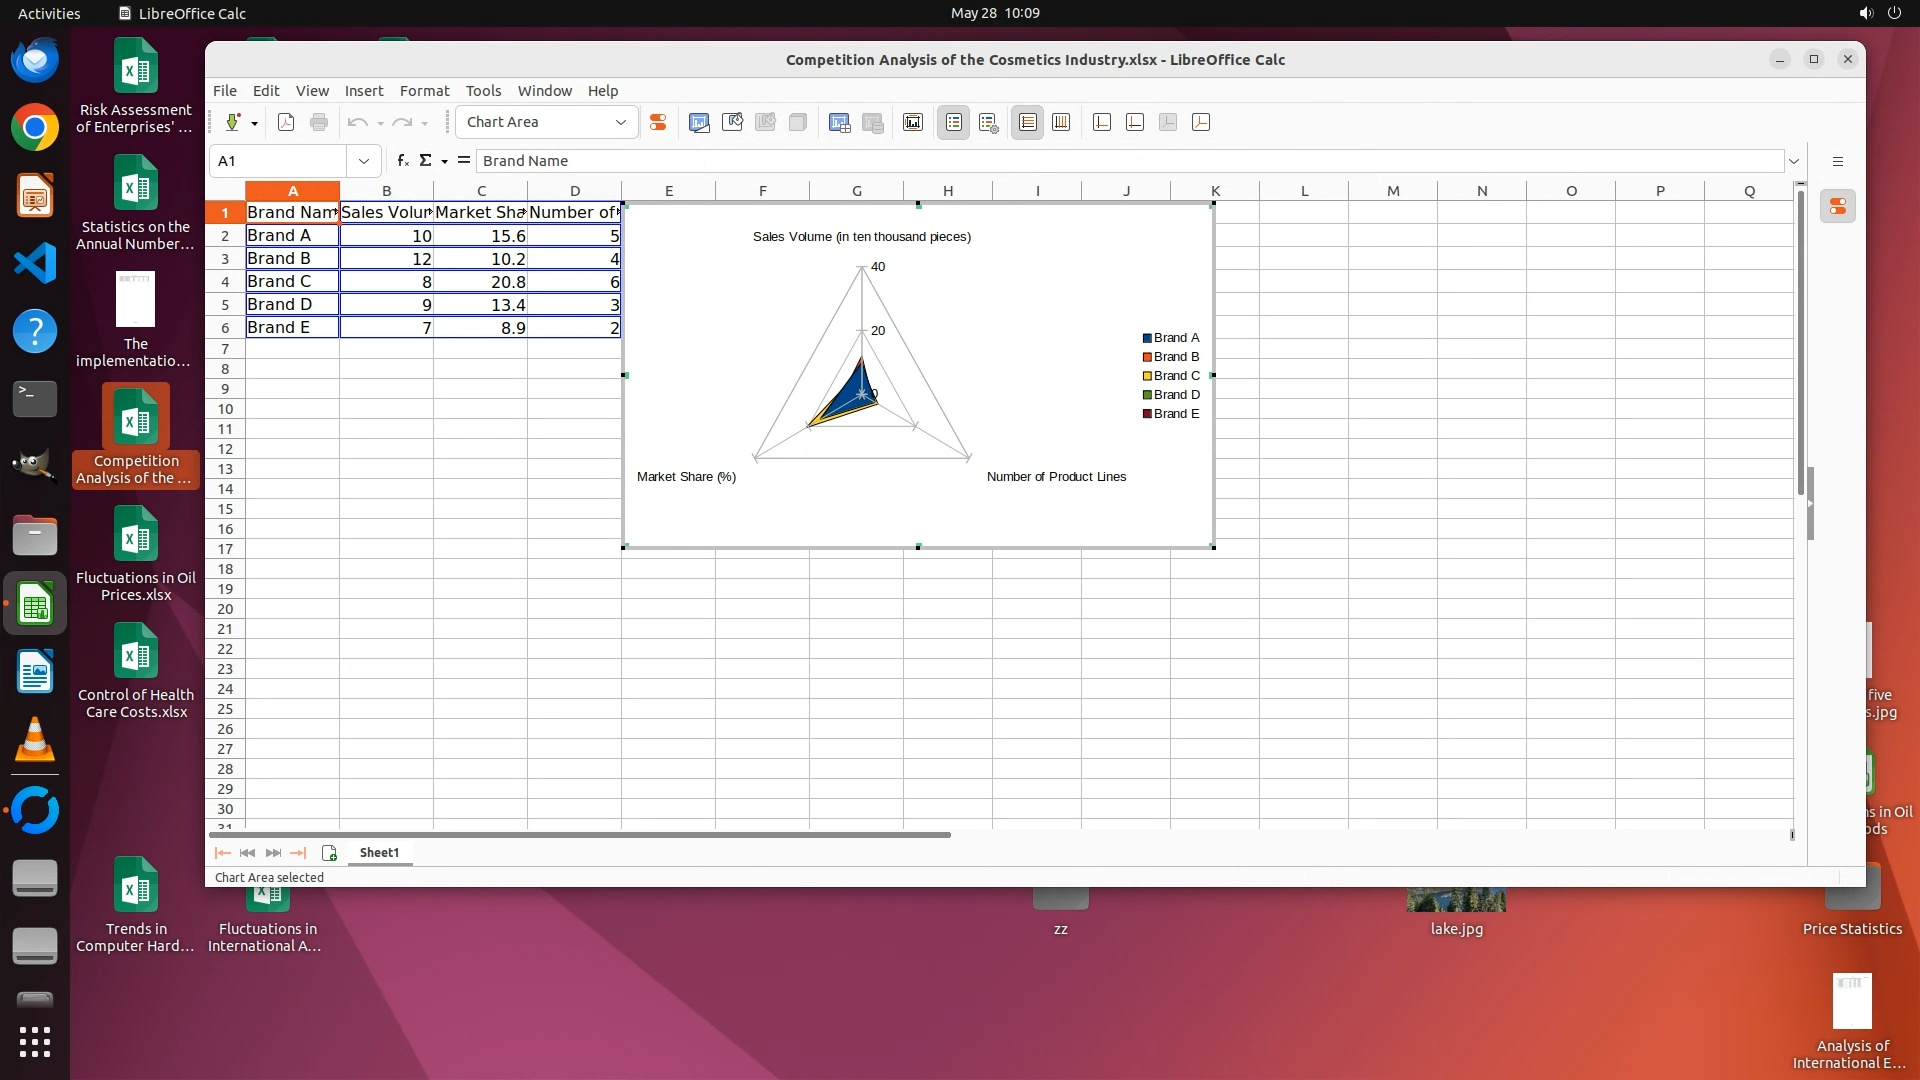 Activities
LibreOffice Calc
May 28 10:09
Risk Assessment
of Enterprises' ...
Statistics on the
Annual Number...
The
implementatio...
Competition
Analysis of the ...
Fluctuations in Oil
Prices.xlsx
Control of Health
Care Costs.xlsx
Trends in
Computer Hard...
Fluctuations in
International A...
zz
lake.jpg
Price Statistics
Analysis of
International E...
five
s.jpg
s in Oil
ods
Competition Analysis of the Cosmetics Industry.xlsx - LibreOffice Calc
File Edit View Insert Format Tools Window Help
Chart Area
A1
Brand Name
A B C D E F G H I J K L M N O P Q
1 Brand Nam Sales Volur Market Sha Number of
2 Brand A 10 15.6 5
3 Brand B 12 10.2 4
4 Brand C 8 20.8 6
5 Brand D 9 13.4 3
6 Brand E 7 8.9 2
7
8
9
10
11
12
13
14
15
16
17
18
19
20
21
22
23
24
25
26
27
28
29
30
31
Sales Volume (in ten thousand pieces)
40
20
0
Market Share (%)
Number of Product Lines
Brand A
Brand B
Brand C
Brand D
Brand E
Sheet1
Chart Area selected